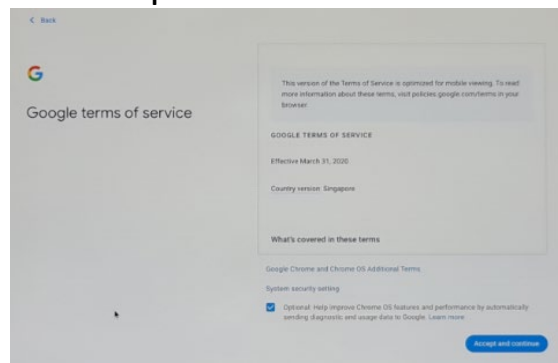 Back
Google terms of service
This version of the Terms of Service is optimized for mobile viewing. To read
more information about these terms, visit policies.google.com/terms in your
browser.
GOOGLE TERMS OF SERVICE
Effective March 31, 2020
Country version: Singapore
What's covered in these terms
Google Chrome and Chrome OS Additional Terms
System security setting
Optional: Help improve Chrome OS features and performance by automatically
sending diagnostic and usage data to Google. Learn more
Accept and continue